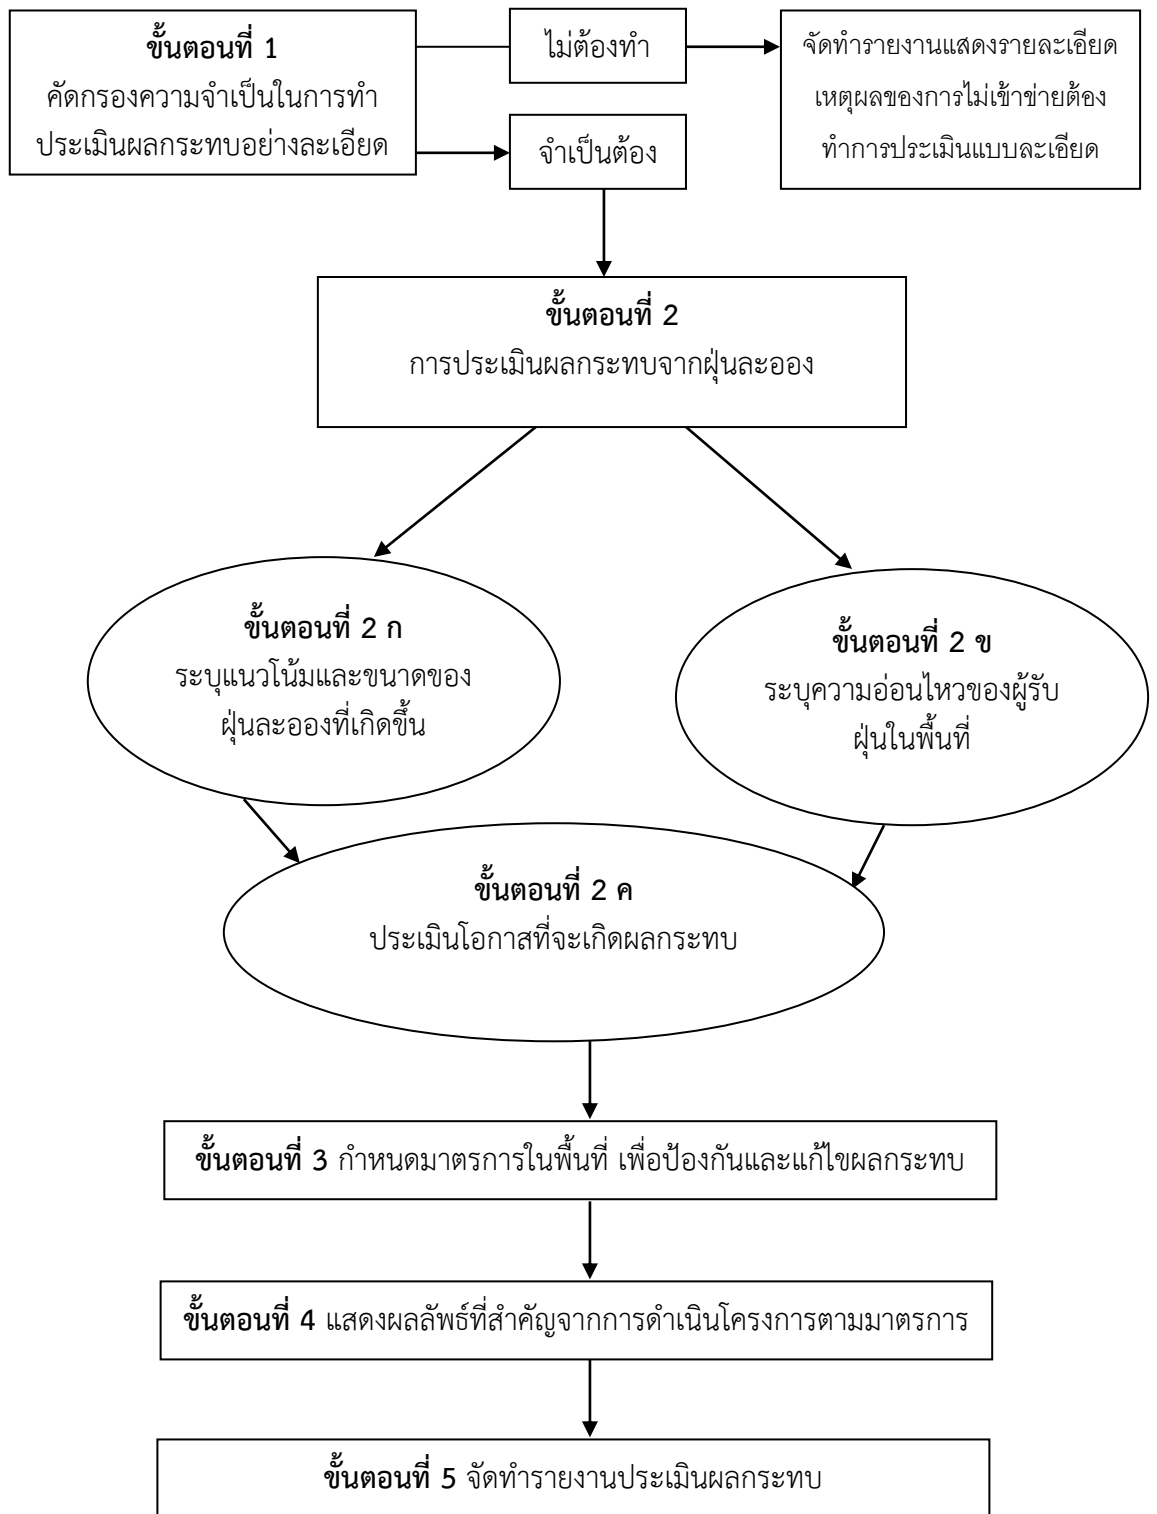 ขั้นตอนที่ 1
คัดกรองความจำเป็นในการทำ
ประเมินผลกระทบอย่างละเอียด
ไม่ต้องทำ
จัดทำรายงานแสดงรายละเอียด
เหตุผลของการไม่เข้าข่ายต้อง
ทำการประเมินแบบละเอียด
จำเป็นต้อง
ขั้นตอนที่ 2
การประเมินผลกระทบจากฝุ่นละออง
ขั้นตอนที่ 2 ก
ระบุแนวโน้มและขนาดของ
ฝุ่นละอองที่เกิดขึ้น
ขั้นตอนที่ 2 ข
ระบุความอ่อนไหวของผู้รับ
ฝุ่นในพื้นที่
ขั้นตอนที่ 2 ค
ประเมินโอกาสที่จะเกิดผลกระทบ
ขั้นตอนที่ 3 กำหนดมาตรการในพื้นที่ เพื่อป้องกันและแก้ไขผลกระทบ
ขั้นตอนที่ 4 แสดงผลลัพธ์ที่สำคัญจากการดำเนินโครงการตามมาตรการ
ขั้นตอนที่ 5 จัดทำรายงานประเมินผลกระทบ